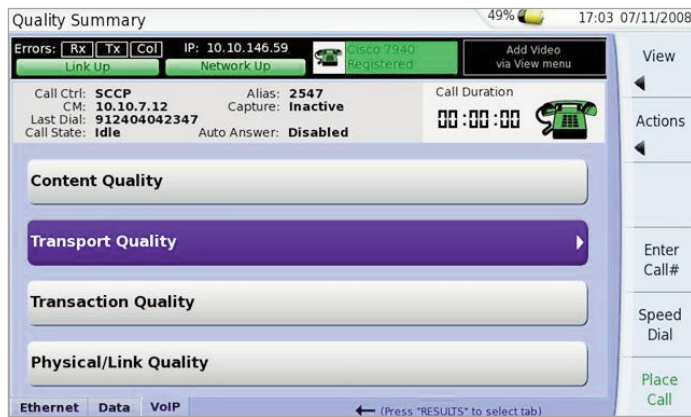 Quality Summary 49% 17:03 07/11/2008
Errors: Rx Tx Col IP: 10.10.146.59 Cisco 7940 Add Video
Link Up Network Up Registered via View menu
View
Call Ctrl: SCCP Alias: 2547 Call Duration
CM: 10.10.7.12 Capture: Inactive
Last Dial: 912404042347
Call State: Idle Auto Answer: Disabled
00:00:00
Actions
Content Quality
Transport Quality
Enter
Call#
Transaction Quality
Speed
Dial
Physical/Link Quality
Place
Call
Ethernet Data VoIP (Press "RESULTS" to select tab)